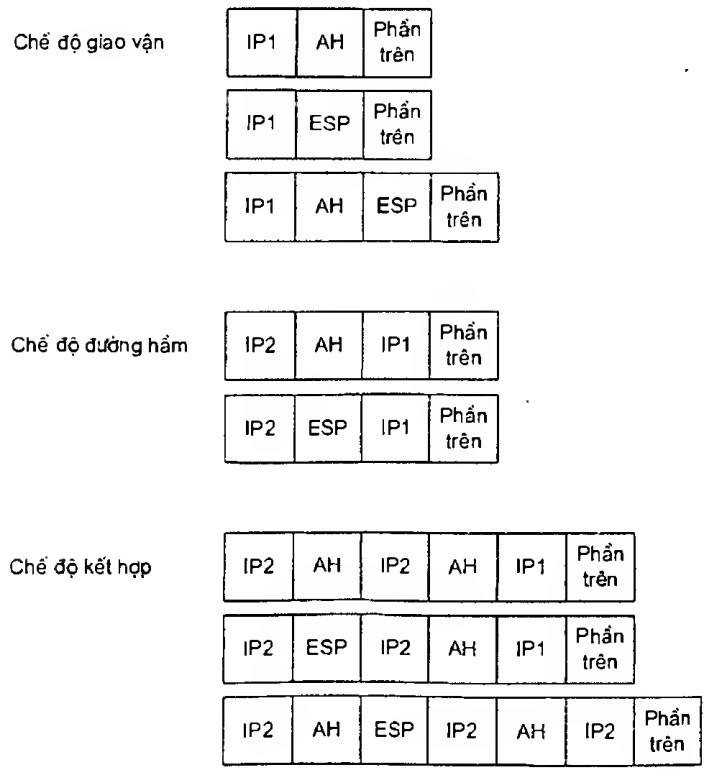 Chế độ giao vận
IP1 AH Phần trên
IP1 ESP Phần trên
IP1 AH ESP Phần trên
Chế độ đường hầm
IP2 AH IP1 Phần trên
IP2 ESP IP1 Phần trên
Chế độ kết hợp
IP2 AH IP2 AH IP1 Phần trên
IP2 ESP IP2 AH IP1 Phần trên
IP2 AH ESP IP2 AH IP2 Phần trên